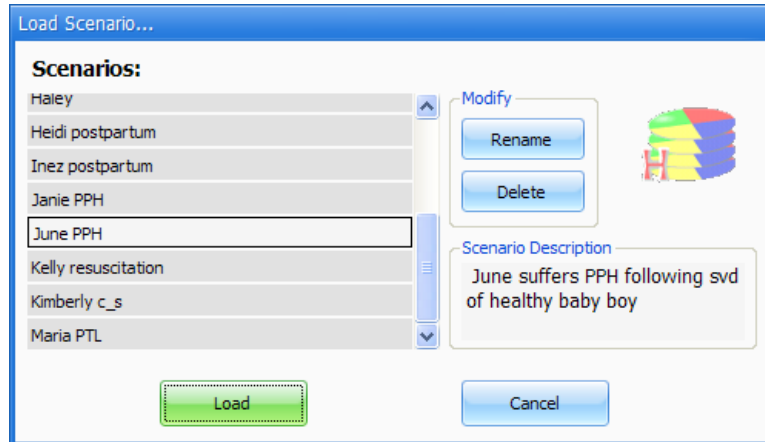 Load Scenario...
Scenarios:
Haley
Heidi postpartum
Inez postpartum
Janie PPH
June PPH
Kelly resuscitation
Kimberly c_s
Maria PTL
Modify
Rename
Delete
H
Scenario Description
June suffers PPH following svd
of healthy baby boy
Load
Cancel